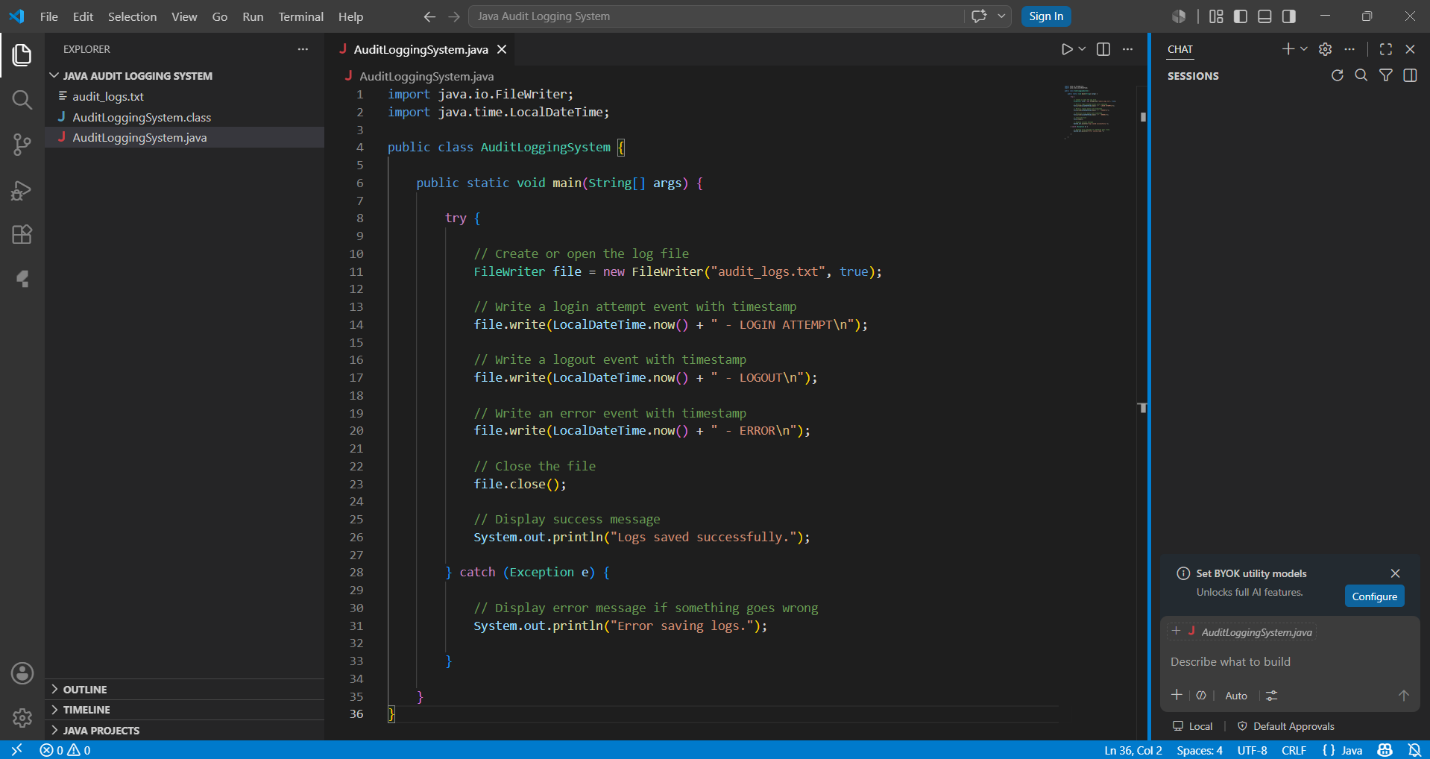 File Edit Selection View Go Run Terminal Help
Java Audit Logging System
Sign In
EXPLORER
JAVA AUDIT LOGGING SYSTEM
audit_logs.txt
J AuditLoggingSystem.class
J AuditLoggingSystem.java
OUTLINE
TIMELINE
JAVA PROJECTS
J AuditLoggingSystem.java
J AuditLoggingSystem.java
1 import java.io.FileWriter;
2 import java.time.LocalDateTime;
3
4 public class AuditLoggingSystem {
5
6 public static void main(String[] args) {
7
8 try {
9
10 // Create or open the log file
11 FileWriter file = new FileWriter("audit_logs.txt", true);
12
13 // Write a login attempt event with timestamp
14 file.write(LocalDateTime.now() + " - LOGIN ATTEMPT\n");
15
16 // Write a logout event with timestamp
17 file.write(LocalDateTime.now() + " - LOGOUT\n");
18
19 // Write an error event with timestamp
20 file.write(LocalDateTime.now() + " - ERROR\n");
21
22 // Close the file
23 file.close();
24
25 // Display success message
26 System.out.println("Logs saved successfully.");
27
28 } catch (Exception e) {
29
30 // Display error message if something goes wrong
31 System.out.println("Error saving logs.");
32
33 }
34
35 }
36 }
CHAT
SESSIONS
Set BYOK utility models
Unlocks full AI features.
Configure
J AuditLoggingSystem.java
Describe what to build
Auto
Local
Default Approvals
0 0
Ln 36, Col 2 Spaces: 4 UTF-8 CRLF {} Java